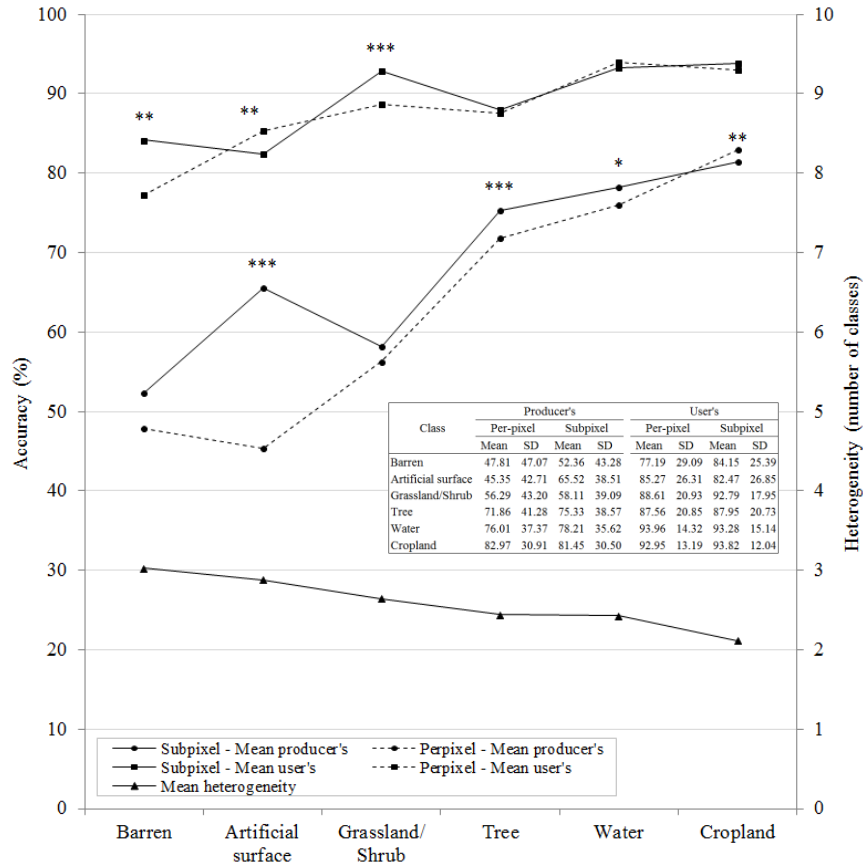 Accuracy (%)
100
90
80
70
60
50
40
30
20
10
0
10
9
8
7
6
5
4
3
2
1
0
Heterogeneity (number of classes)
**
**
***
***
***
*
**
Class Producer's User's
Per-pixel Subpixel Per-pixel Subpixel
Mean SD Mean SD Mean SD Mean SD
Barren 47.81 47.07 52.36 43.28 77.19 29.09 84.15 25.39
Artificial surface 45.35 42.71 65.52 38.51 85.27 26.31 82.47 26.85
Grassland/Shrub 56.29 43.20 58.11 39.09 88.61 20.93 92.79 17.95
Tree 71.86 41.28 75.33 38.57 87.56 20.85 87.95 20.73
Water 76.01 37.37 78.21 35.62 93.96 14.32 93.28 15.14
Cropland 82.97 30.91 81.45 30.50 92.95 13.19 93.82 12.04
Subpixel - Mean producer's Perpixel - Mean producer's
Subpixel - Mean user's Perpixel - Mean user's
Mean heterogeneity
Barren Artificial Grassland/ Tree Water Cropland
surface Shrub